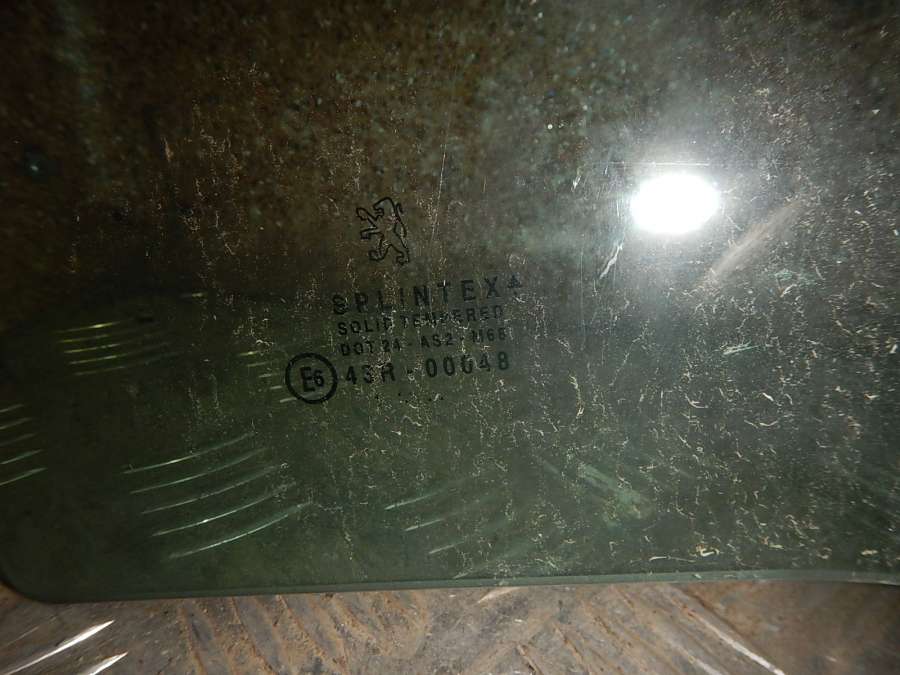 SPLINTEX
SOLID TEMPERED
DOT 24 - AS2 - M66
E6 43R - 00048